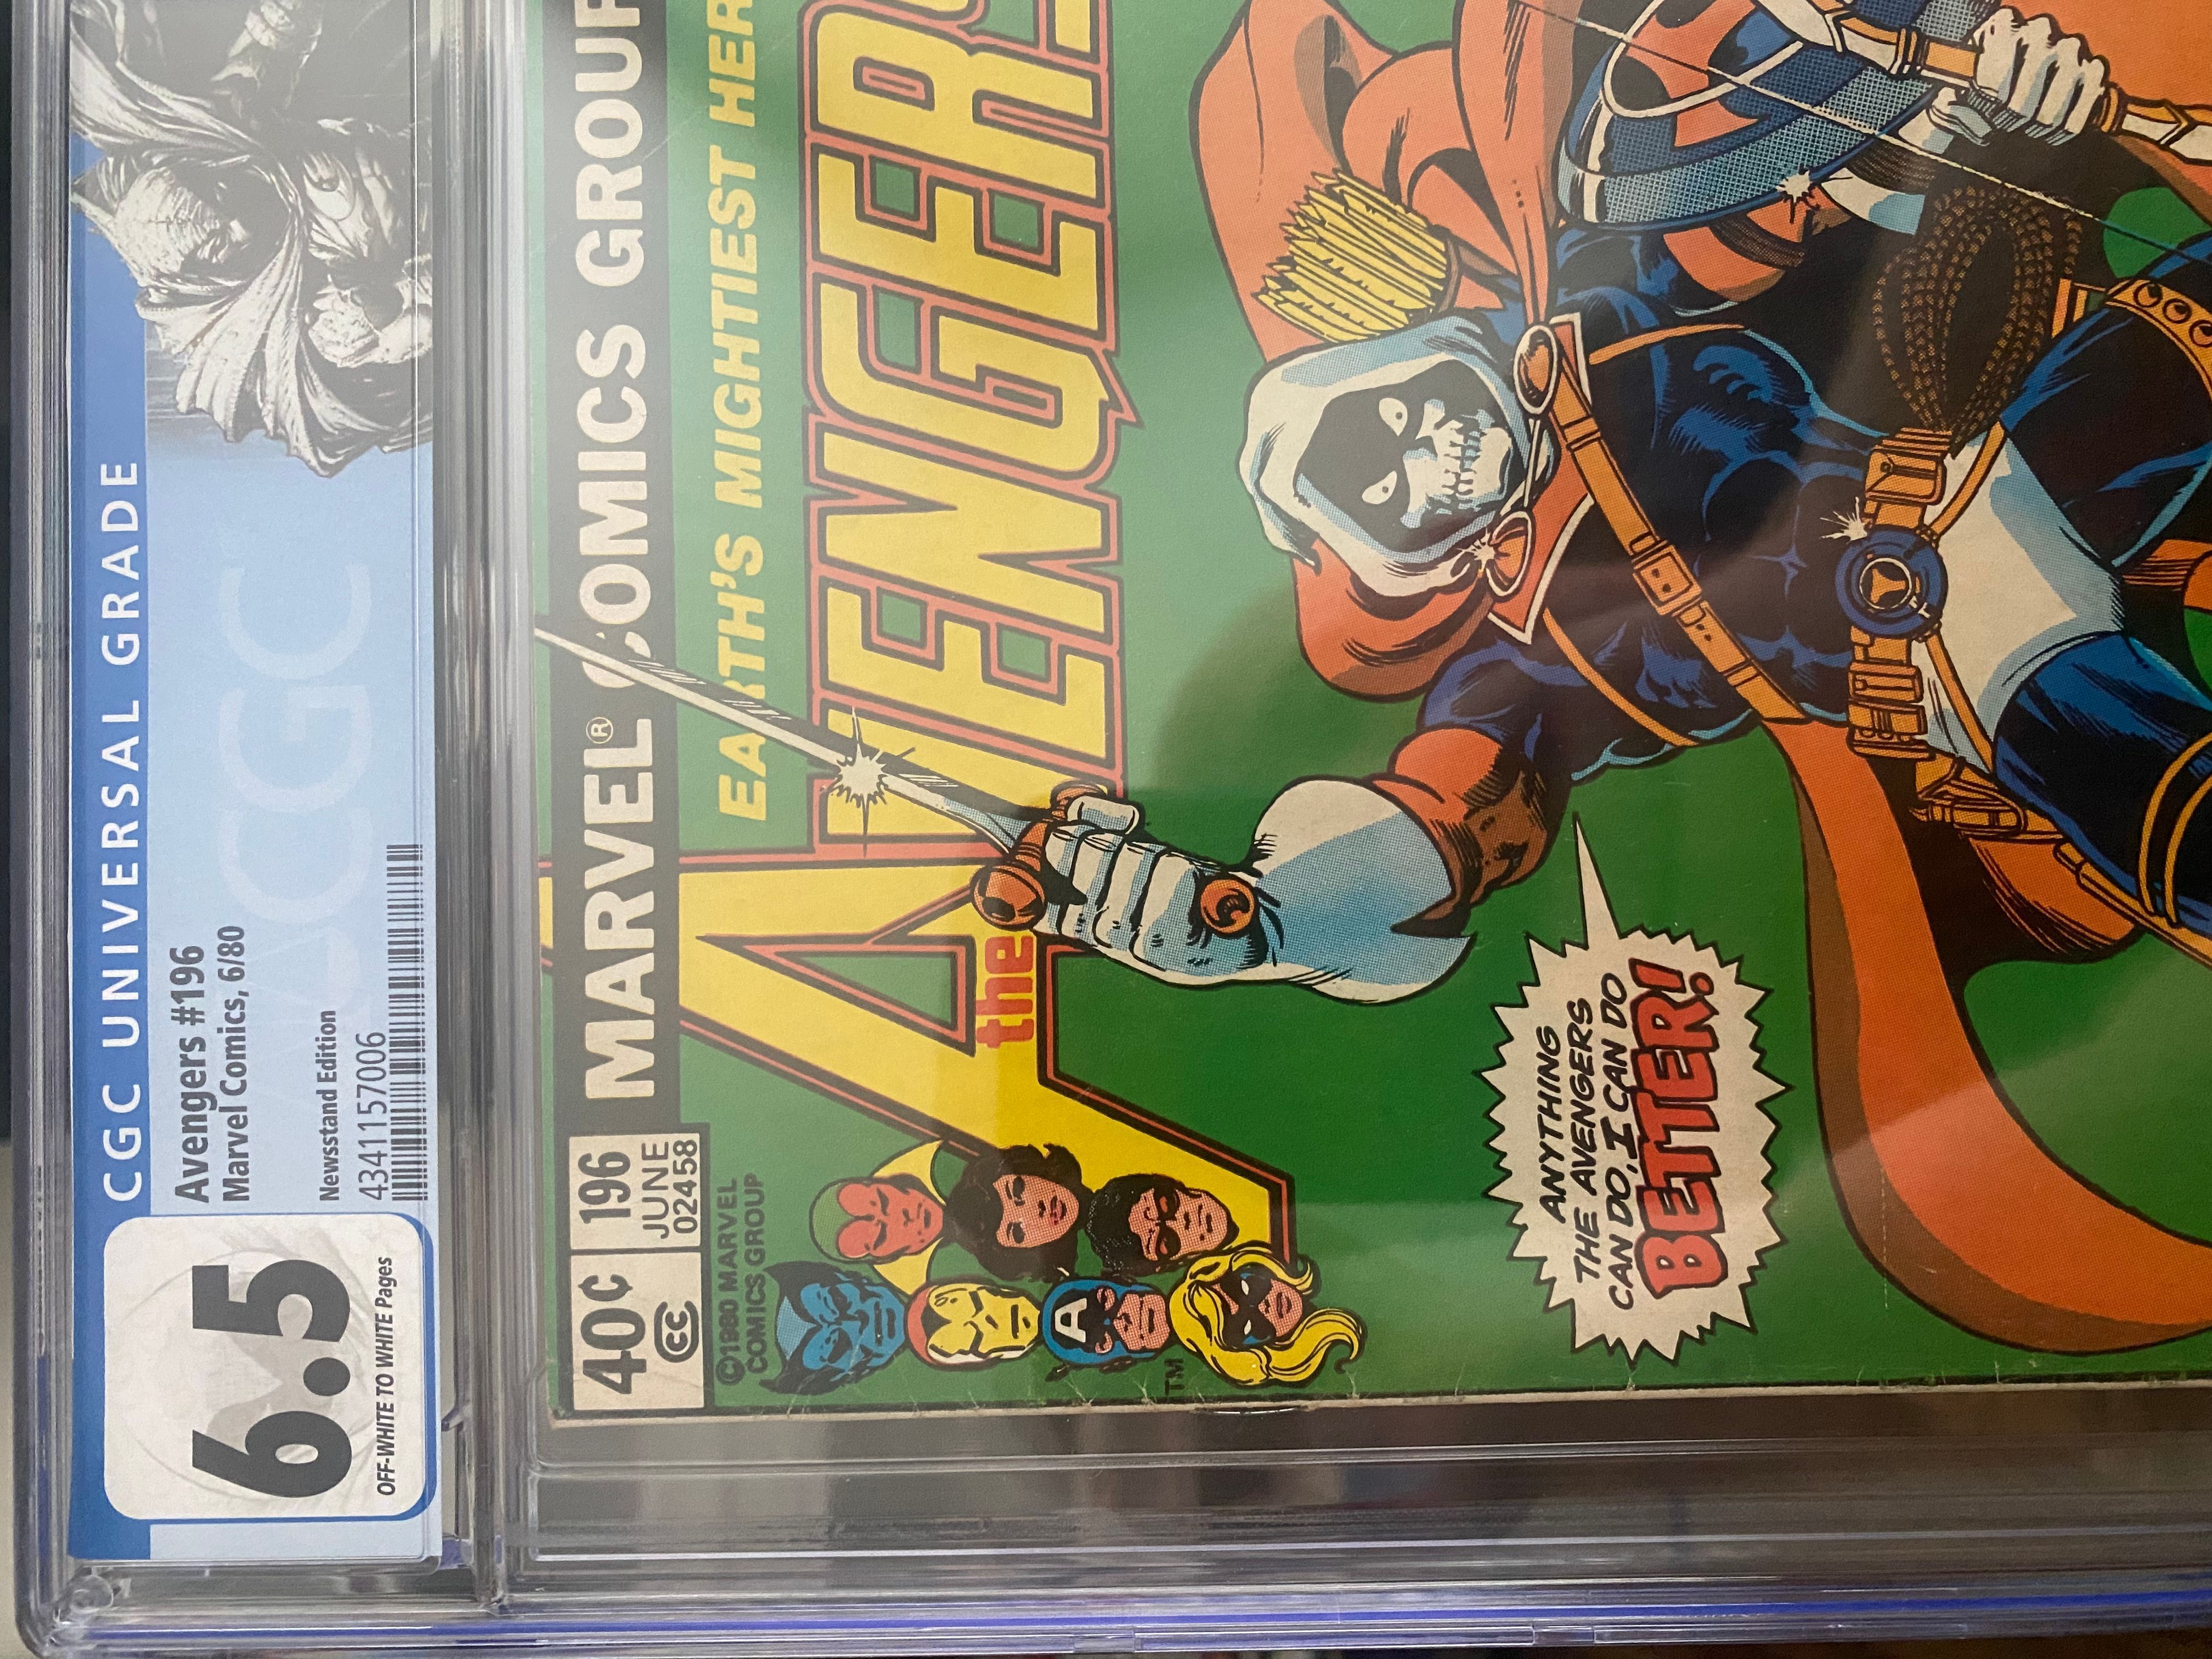 CGC UNIVERSAL GRADE
6.5
OFF-WHITE TO WHITE Pages
Avengers #196
Marvel Comics, 6/80
Newsstand Edition
4341157006
CGC
40¢
196
JUNE
02458
CC
MARVEL® COMICS GROUP
©1980 MARVEL
COMICS GROUP
EARTH'S MIGHTIEST
the
A
TM
ANYTHING
THE AVENGERS
CAN DO, I CAN DO
BETTER!